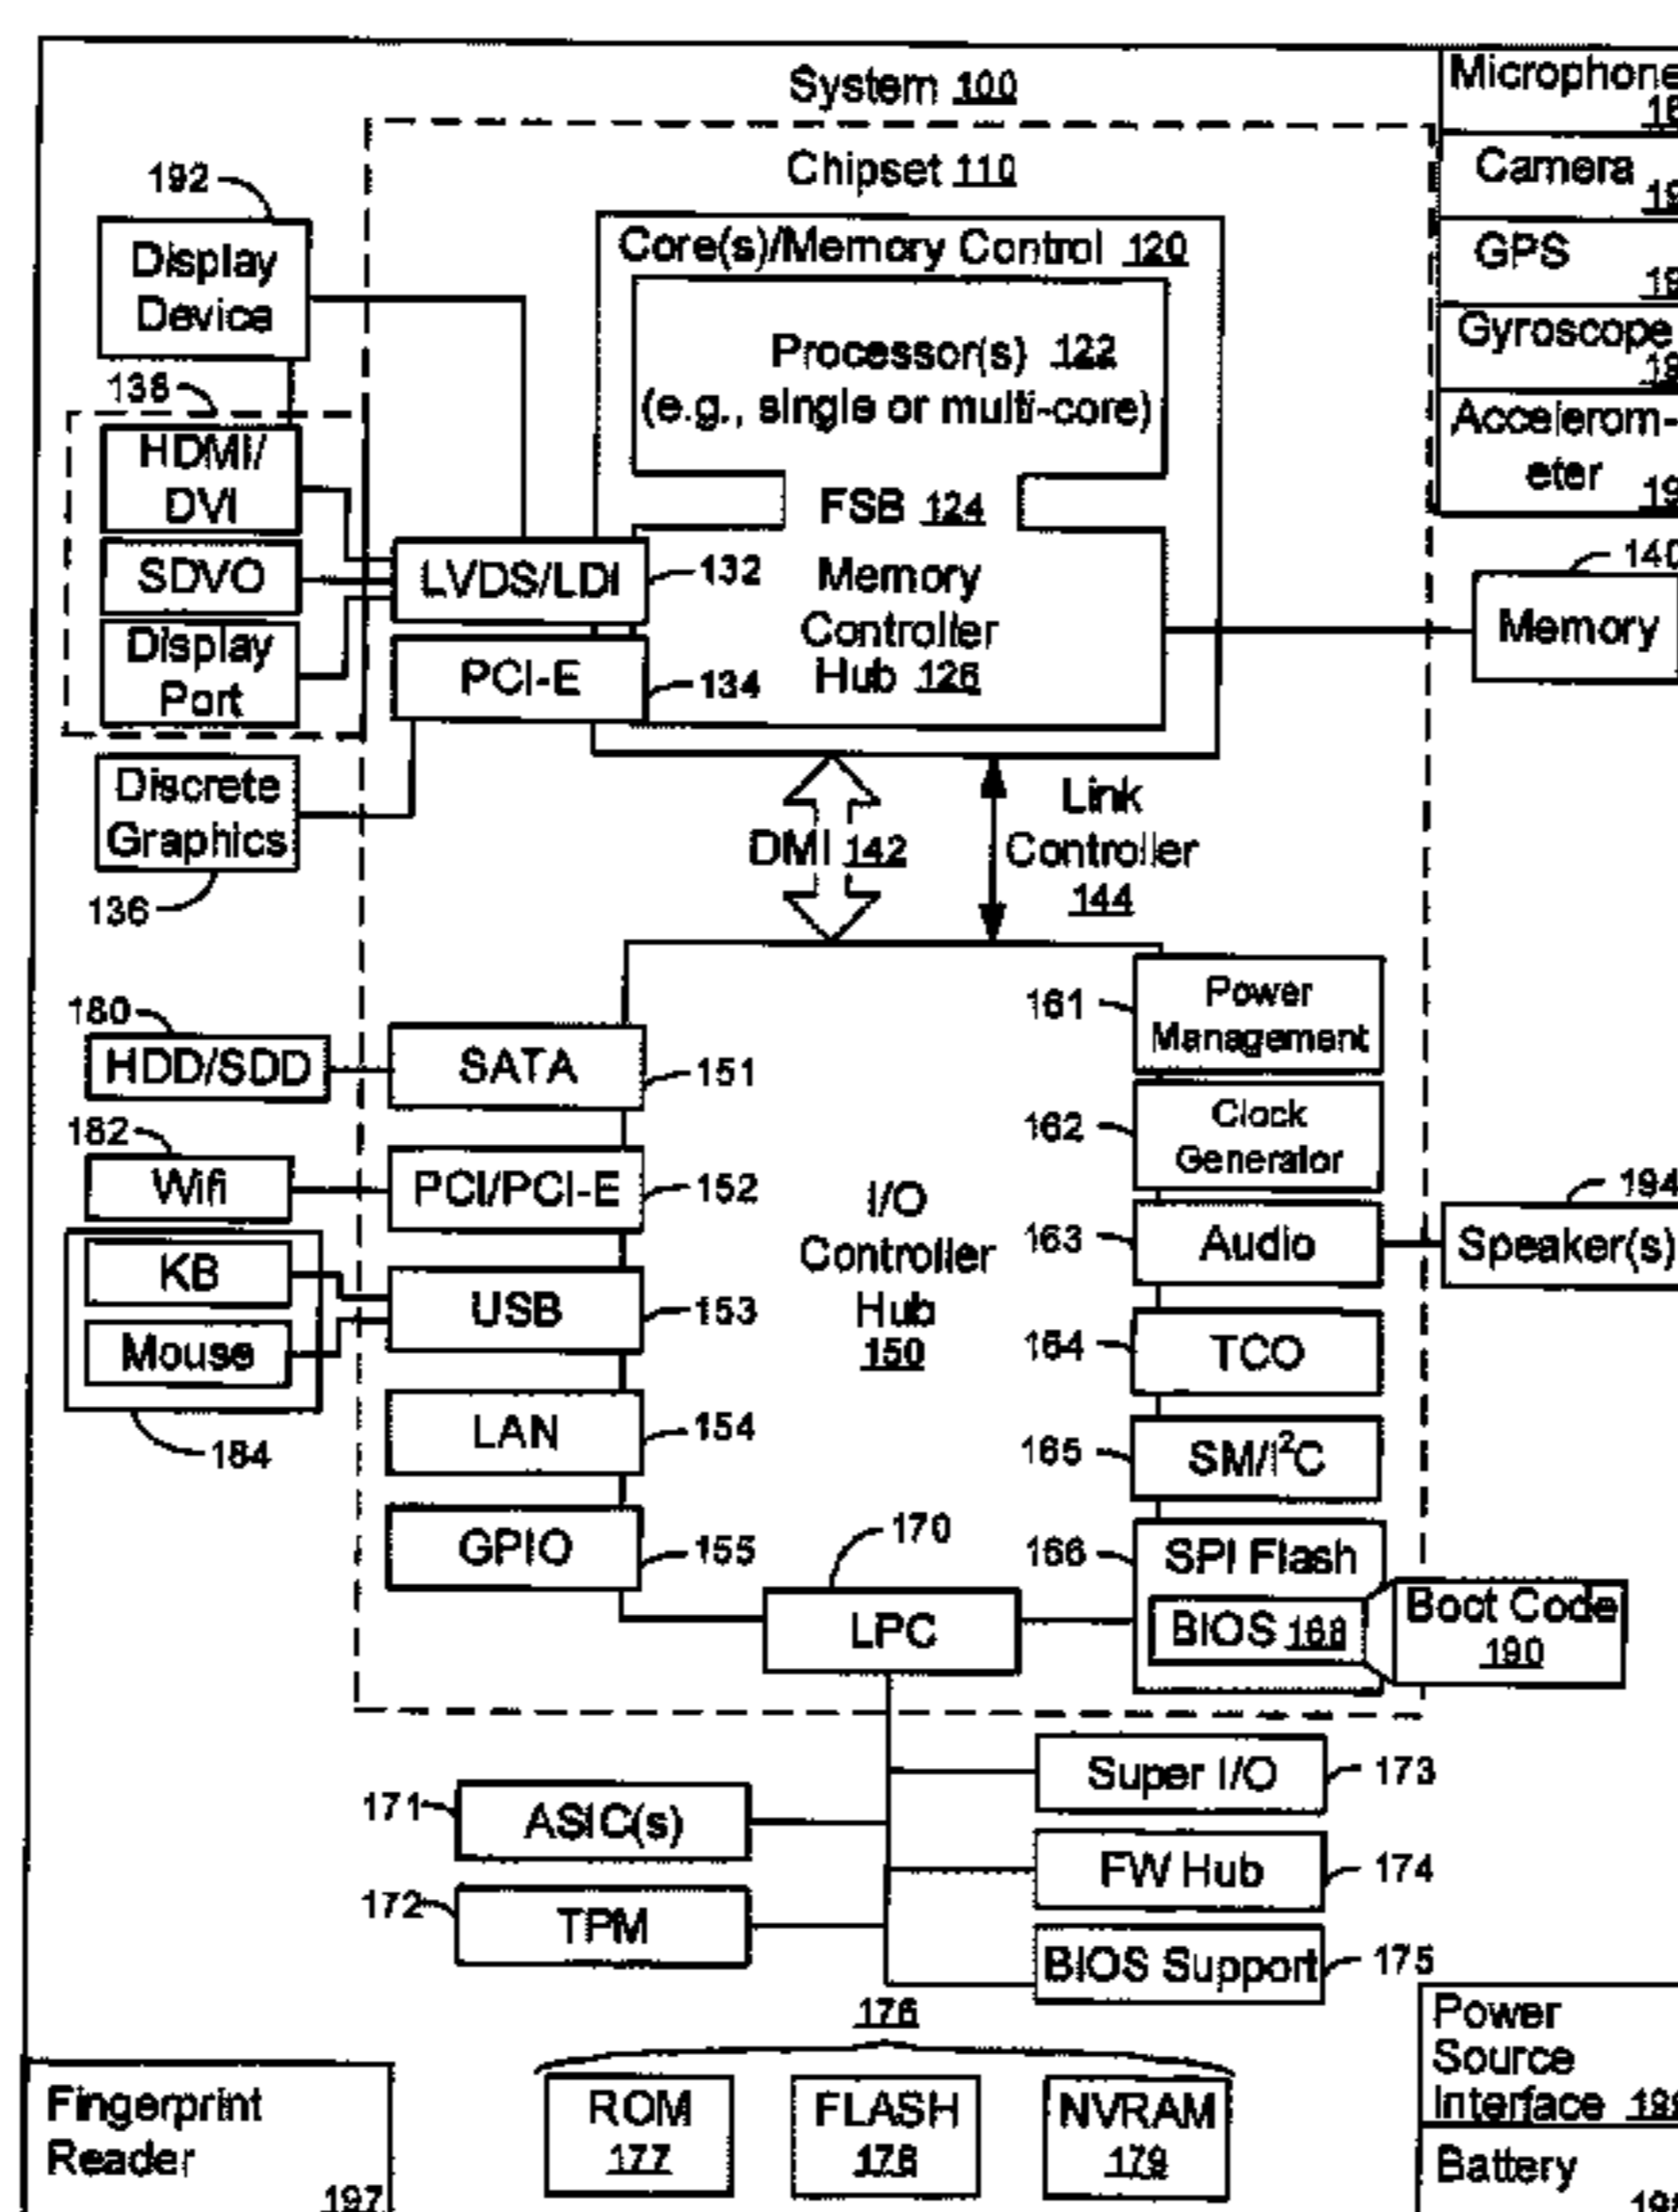 System 100
Microphone
Chipset 110
Camera
192
Display
Device
Core(s)/Memory Control 120
GPS
Processor(s) 122
(e.g., single or multi-core)
Gyroscope
Accelerom-
eter
138
HDMI/
DVI
SDVO
Display
Port
FSB 124
LVDS/LDI
132
PCI-E
134
Memory
Controller
Hub 126
140
Memory
Discrete
Graphics
136
DMI 142
Link
Controller
144
180
HDD/SDD
SATA
151
161
Power
Management
182
Wifi
PCI/PCI-E
152
162
Clock
Generator
I/O
Controller
Hub
150
KB
Mouse
184
USB
153
163
Audio
194
Speaker(s)
164
TCO
LAN
154
165
SM/I²C
GPIO
155
170
LPC
166
SPI Flash
BIOS 168
Boot Code
190
171
ASIC(s)
Super I/O
173
172
TPM
FW Hub
174
BIOS Support
175
176
Fingerprint
Reader
197
ROM
177
FLASH
178
NVRAM
179
Power
Source
Interface
Battery